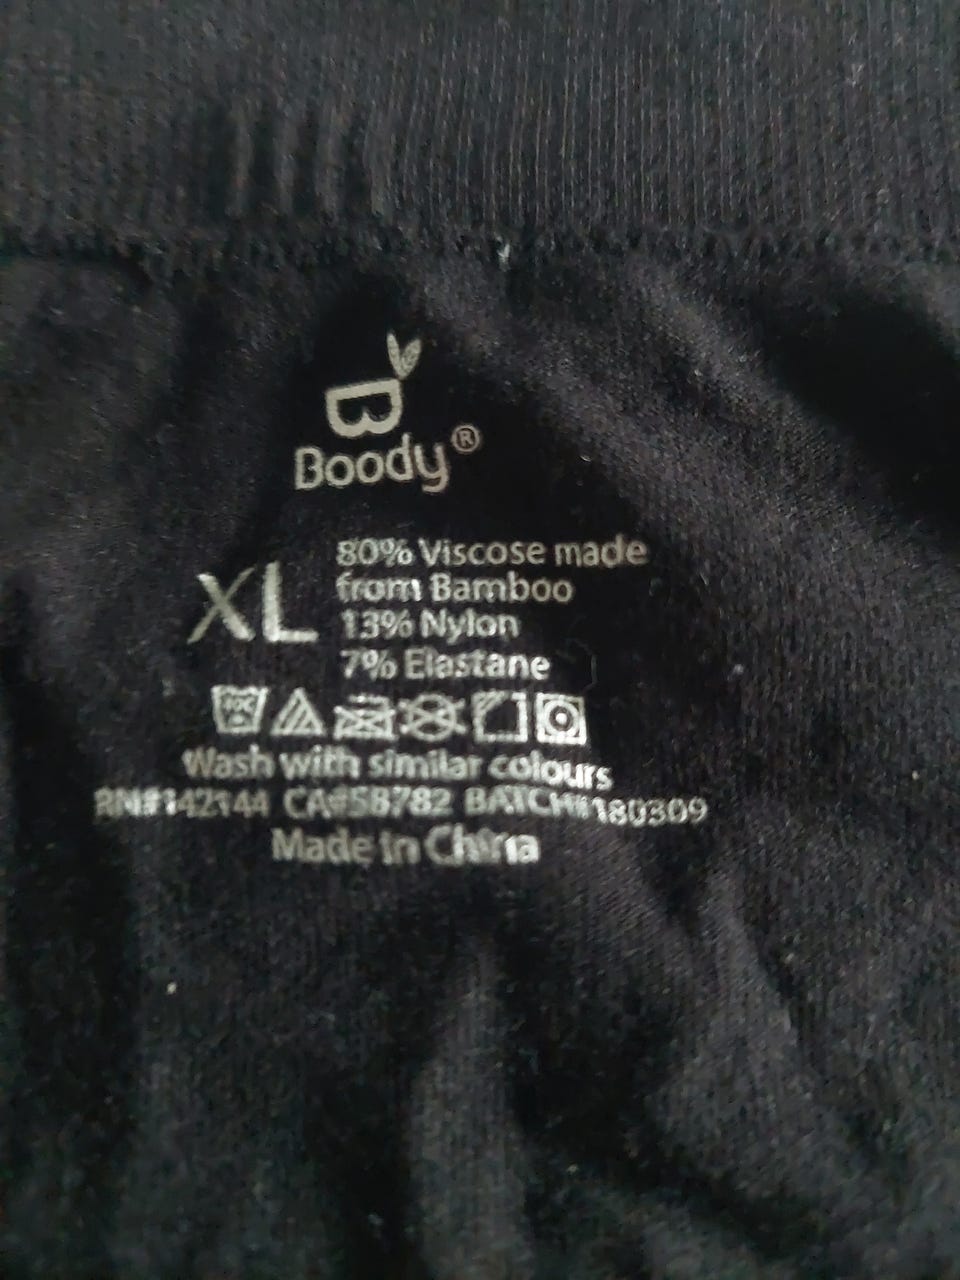 Boody®
XL
80% Viscose made
from Bamboo
13% Nylon
7% Elastane
Wash with similar colours
RN#142144 CA#58782 BATCH#180309
Made in China